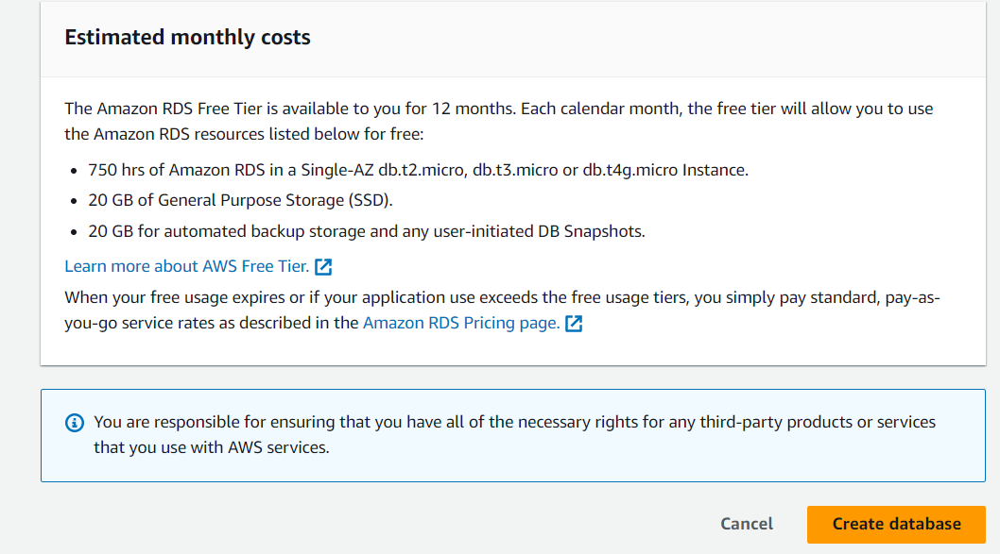 Estimated monthly costs
The Amazon RDS Free Tier is available to you for 12 months. Each calendar month, the free tier will allow you to use
the Amazon RDS resources listed below for free:
• 750 hrs of Amazon RDS in a Single-AZ db.t2.micro, db.t3.micro or db.t4g.micro Instance.
• 20 GB of General Purpose Storage (SSD).
• 20 GB for automated backup storage and any user-initiated DB Snapshots.
Learn more about AWS Free Tier.
When your free usage expires or if your application use exceeds the free usage tiers, you simply pay standard, pay-as-
you-go service rates as described in the Amazon RDS Pricing page.
You are responsible for ensuring that you have all of the necessary rights for any third-party products or services
that you use with AWS services.
Cancel
Create database